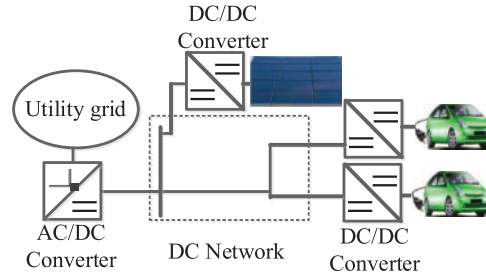 DC/DC
Converter
Utility grid
AC/DC
Converter
DC Network
DC/DC
Converter